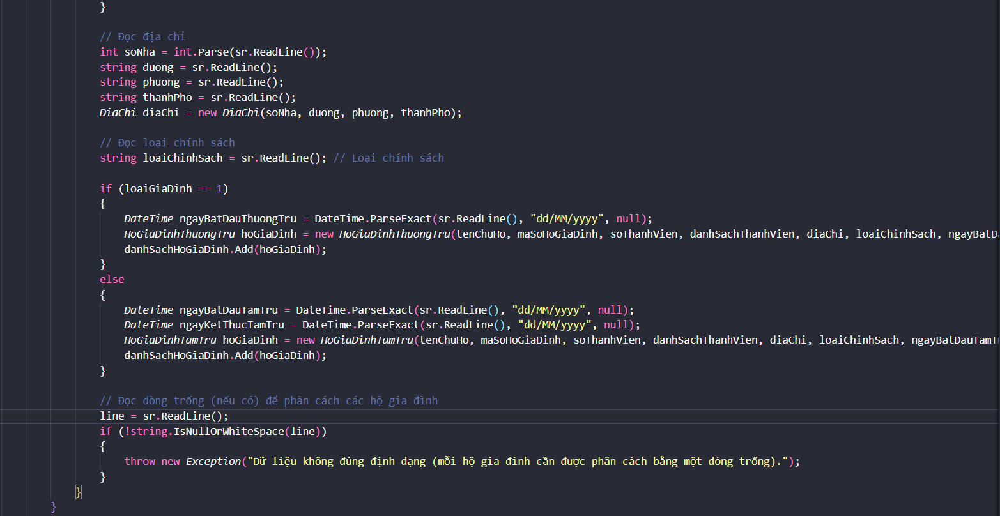 }
// Đọc địa chỉ
int soNha = int.Parse(sr.ReadLine());
string duong = sr.ReadLine();
string phuong = sr.ReadLine();
string thanhPho = sr.ReadLine();
DiaChi diaChi = new DiaChi(soNha, duong, phuong, thanhPho);
// Đọc loại chính sách
string loaiChinhSach = sr.ReadLine(); // Loại chính sách
if (loaiGiaDinh == 1)
{
DateTime ngayBatDauThuongTru = DateTime.ParseExact(sr.ReadLine(), "dd/MM/yyyy", null);
HoGiaDinhThuongTru hoGiaDinh = new HoGiaDinhThuongTru(tenChuHo, maSoHoGiaDinh, soThanhVien, danhSachThanhVien, diaChi, loaiChinhSach, ngayBatDa
danhSachHoGiaDinh.Add(hoGiaDinh);
}
else
{
DateTime ngayBatDauTamTru = DateTime.ParseExact(sr.ReadLine(), "dd/MM/yyyy", null);
DateTime ngayKetThucTamTru = DateTime.ParseExact(sr.ReadLine(), "dd/MM/yyyy", null);
HoGiaDinhTamTru hoGiaDinh = new HoGiaDinhTamTru(tenChuHo, maSoHoGiaDinh, soThanhVien, danhSachThanhVien, diaChi, loaiChinhSach, ngayBatDauTamT
danhSachHoGiaDinh.Add(hoGiaDinh);
}
// Đọc dòng trống (nếu có) để phân cách các hộ gia đình
line = sr.ReadLine();
if (!string.IsNullOrWhiteSpace(line))
{
throw new Exception("Dữ liệu không đúng định dạng (mỗi hộ gia đình cần được phân cách bằng một dòng trống).");
}
}
}